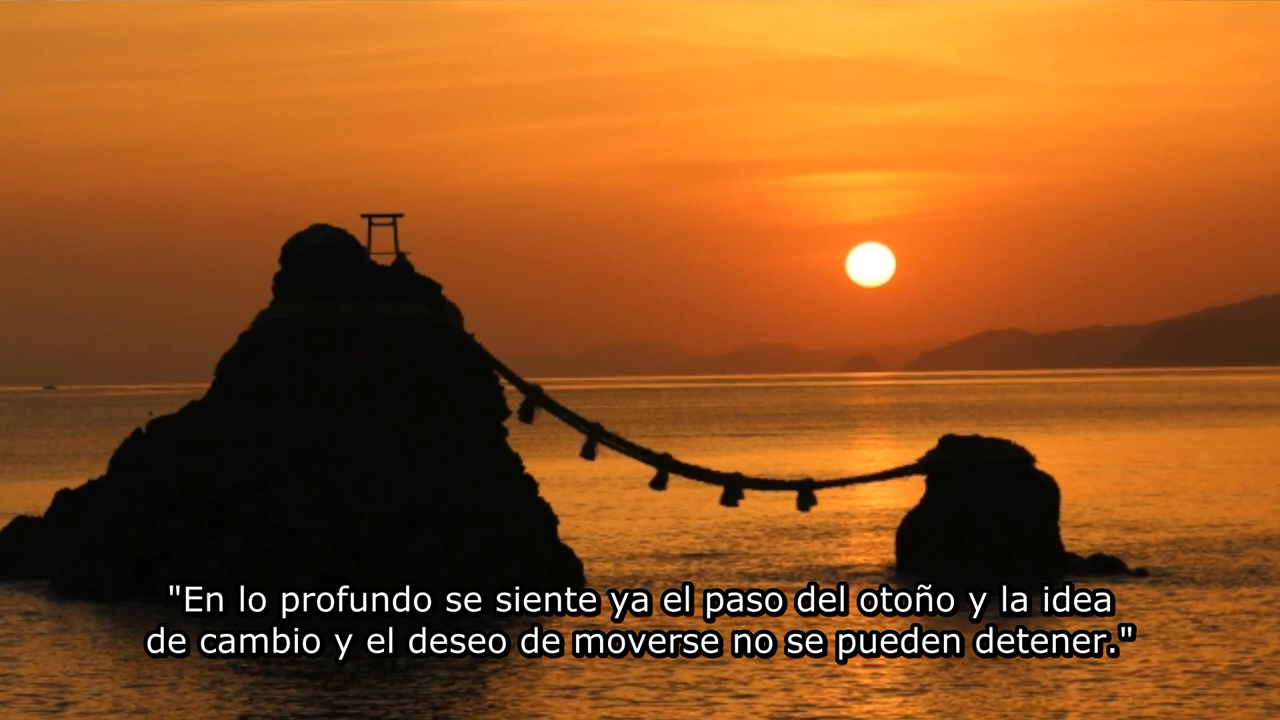 "En lo profundo se siente ya el paso del otoño y la idea
de cambio y el deseo de moverse no se pueden detener."